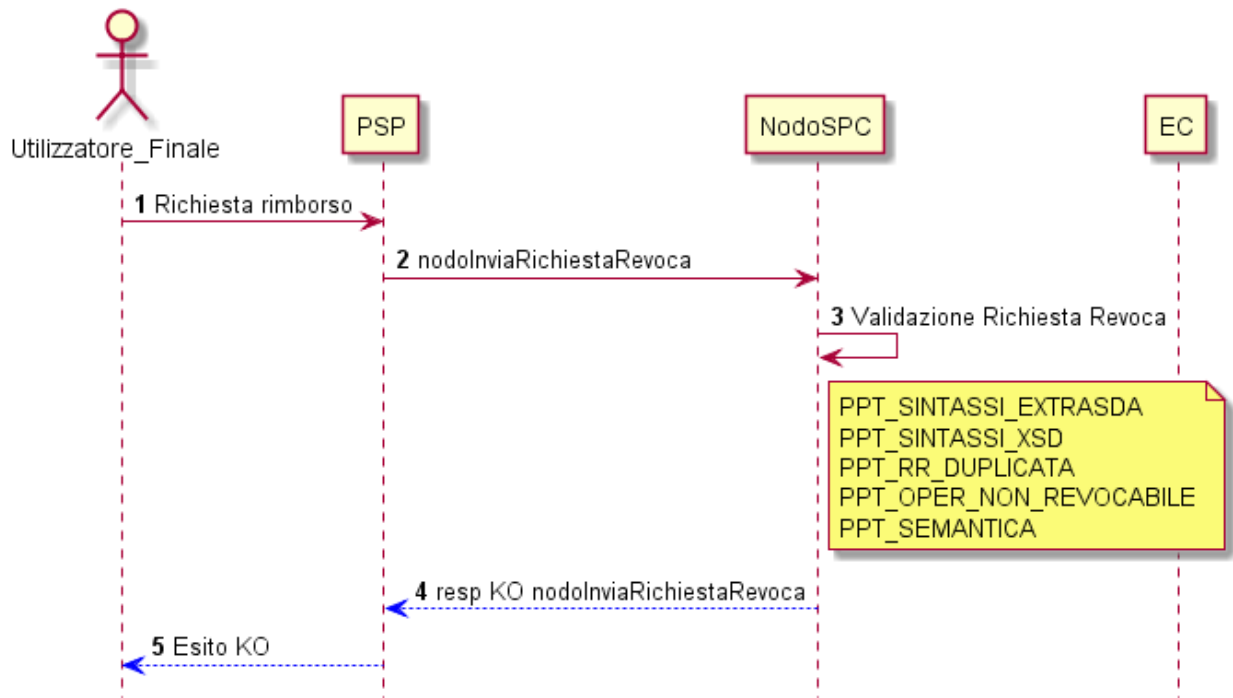 Utilizzatore_Finale
PSP
NodoSPC
EC
1 Richiesta rimborso
2 nodoInviaRichiestaRevoca
3 Validazione Richiesta Revoca
PPT_SINTASSI_EXTRASDA
PPT_SINTASSI_XSD
PPT_RR_DUPLICATA
PPT_OPER_NON_REVOCABILE
PPT_SEMANTICA
4 resp KO nodoInviaRichiestaRevoca
5 Esito KO